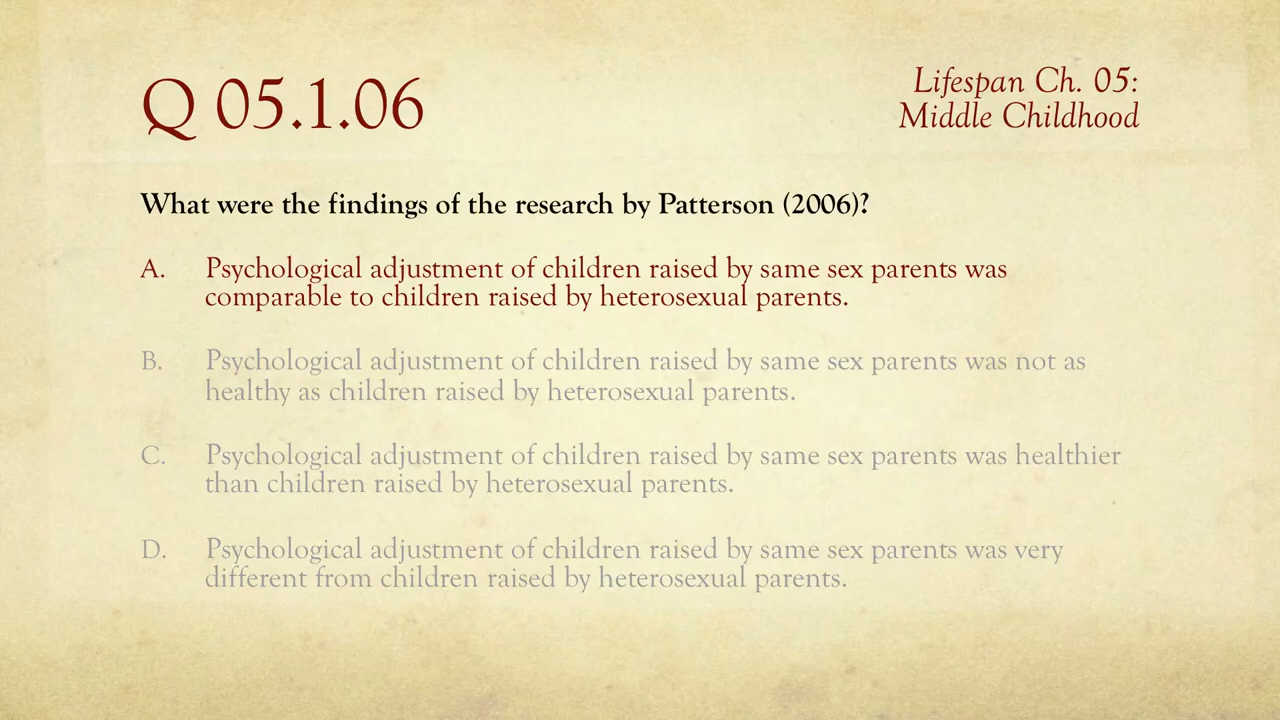 Q 05.1.06
Lifespan Ch. 05:
Middle Childhood
What were the findings of the research by Patterson (2006)?
A. Psychological adjustment of children raised by same sex parents was
comparable to children raised by heterosexual parents.
B. Psychological adjustment of children raised by same sex parents was not as
healthy as children raised by heterosexual parents.
C. Psychological adjustment of children raised by same sex parents was healthier
than children raised by heterosexual parents.
D. Psychological adjustment of children raised by same sex parents was very
different from children raised by heterosexual parents.